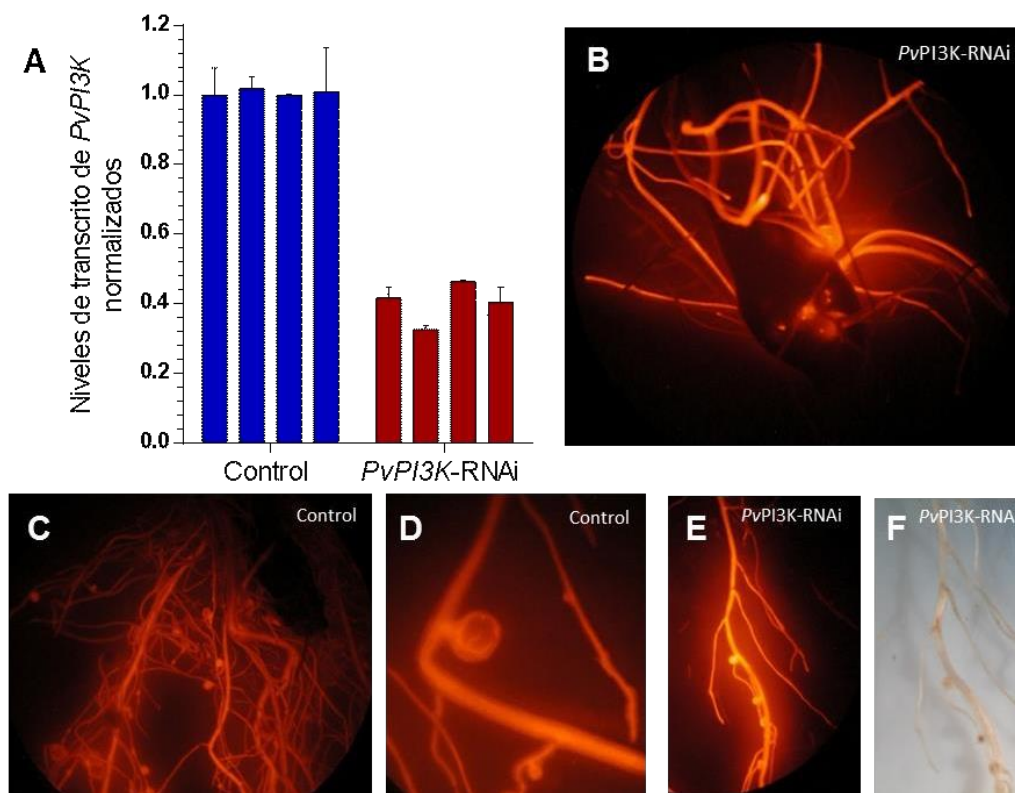 A
Niveles de transcrito de PvPI3K
normalizados
1.2
1.0
0.8
0.6
0.4
0.2
0.0
Control
PvPI3K-RNAi
B
PvPI3K-RNAi
C
Control
D
Control
E
PvPI3K-RNAi
F
PvPI3K-RNA